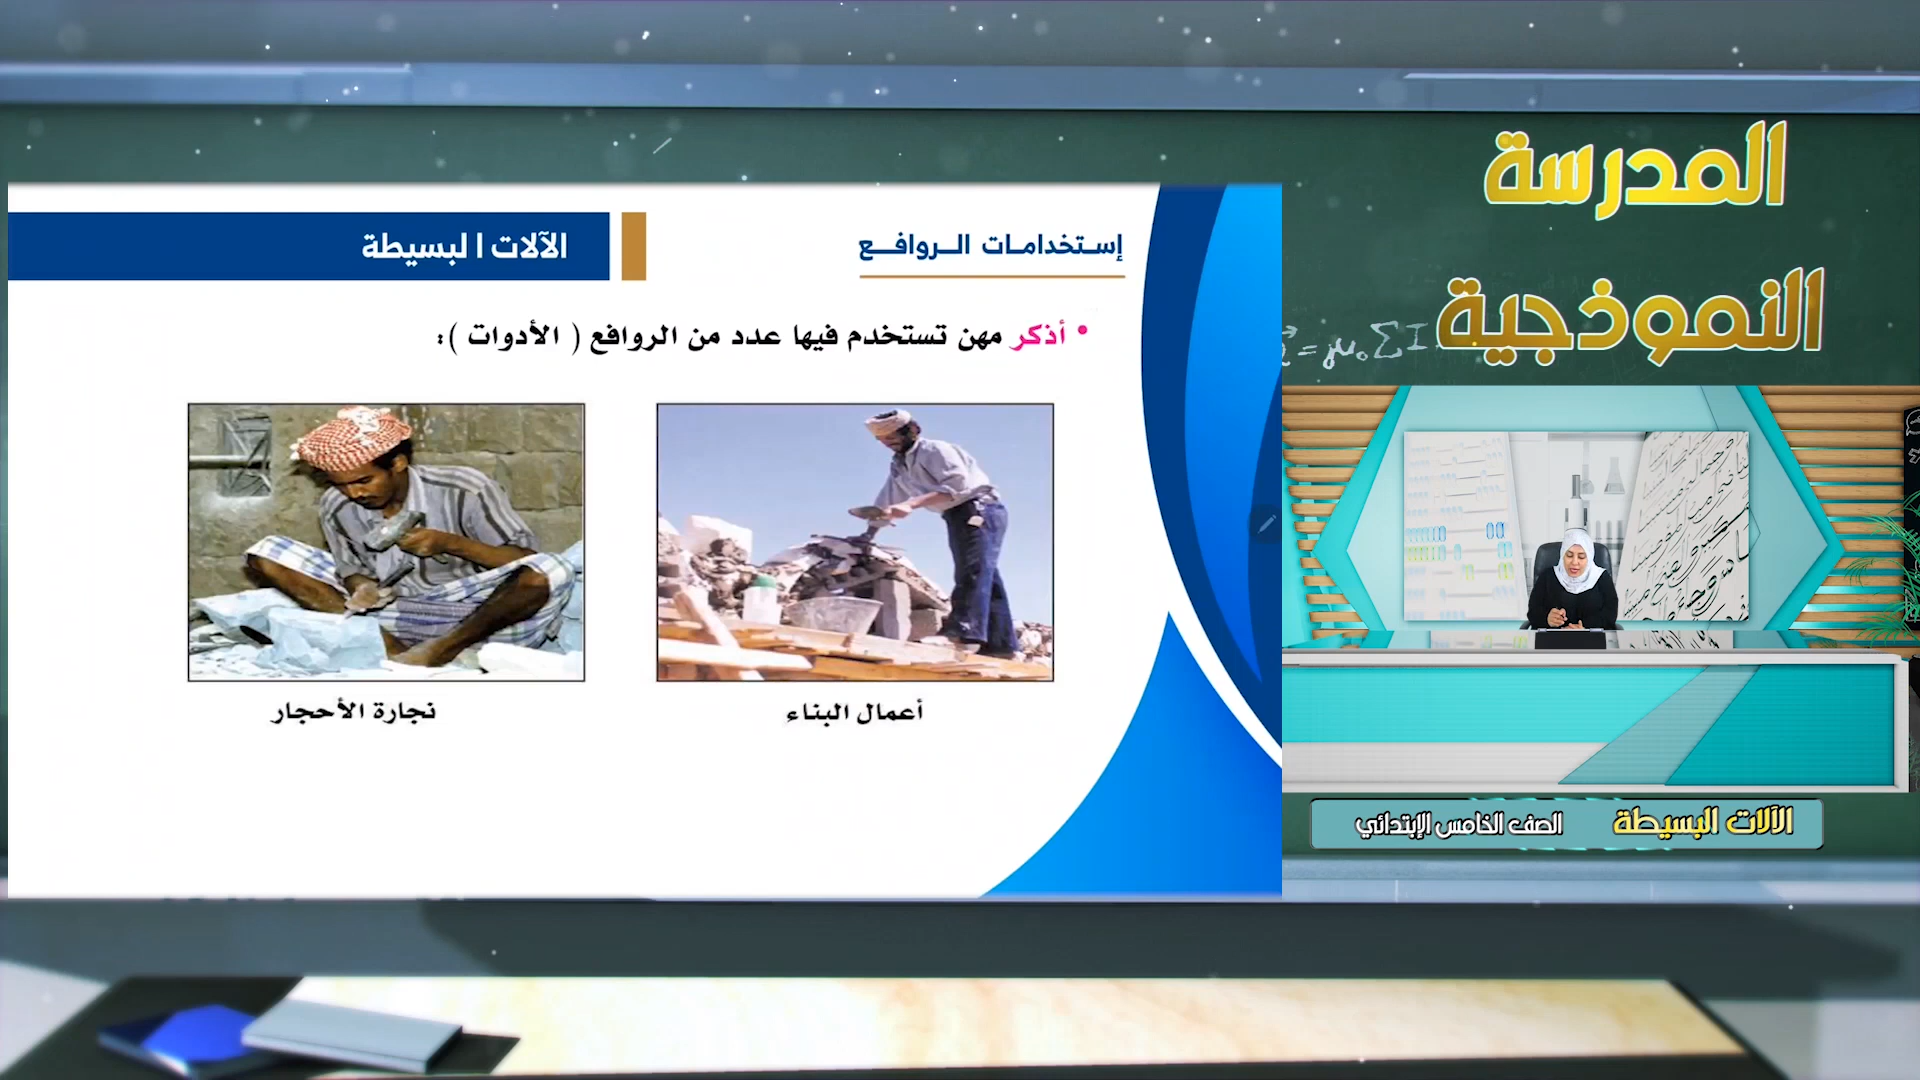 المدرسة
النموذجية
إستخدامات الروافع
الآلات البسيطة
• أذكر مهن تستخدم فيها عدد من الروافع ( الأدوات ):
أعمال البناء
نجارة الأحجار
الآلات البسيطة الصف الخامس الإبتدائي